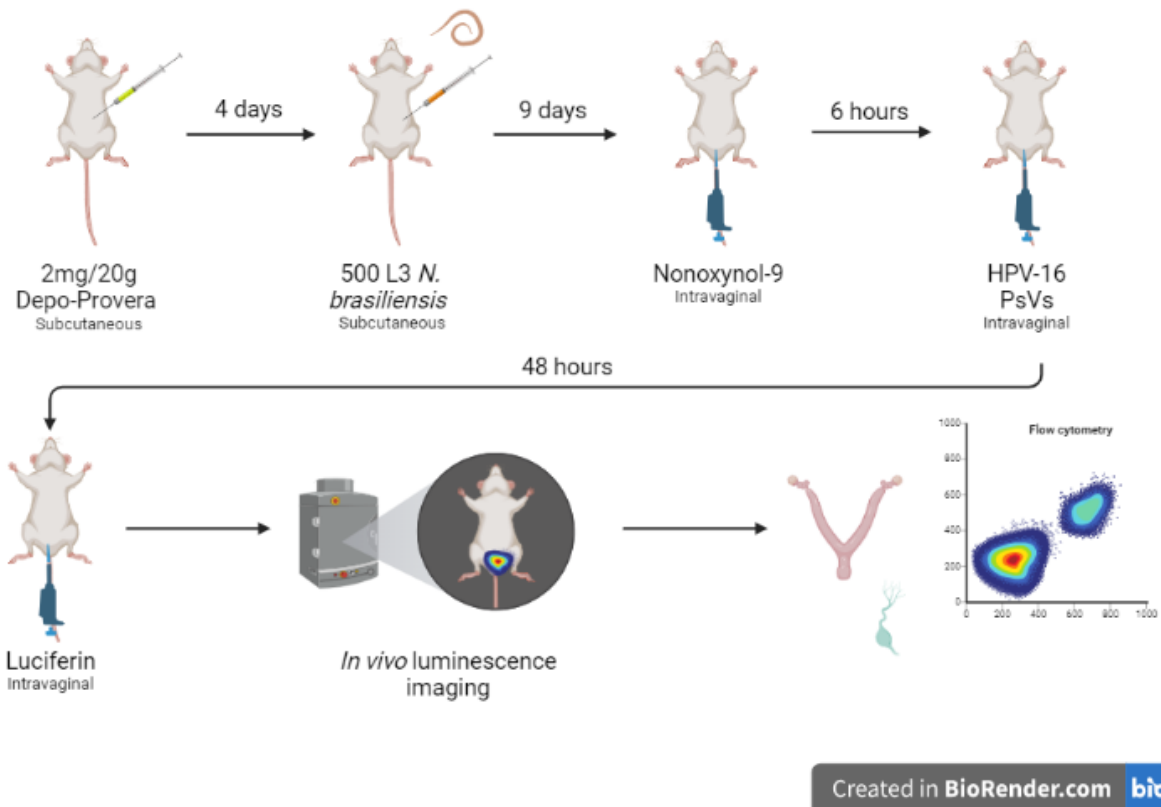 4 days
9 days
6 hours
2mg/20g
Depo-Provera
Subcutaneous
500 L3 N.
brasiliensis
Subcutaneous
Nonoxynol-9
Intravaginal
HPV-16
PsVs
Intravaginal
48 hours
Luciferin
Intravaginal
In vivo luminescence
imaging
Flow cytometry
1000
800
600
400
200
0
0 200 400 600 800 1000
Created in BioRender.com bio